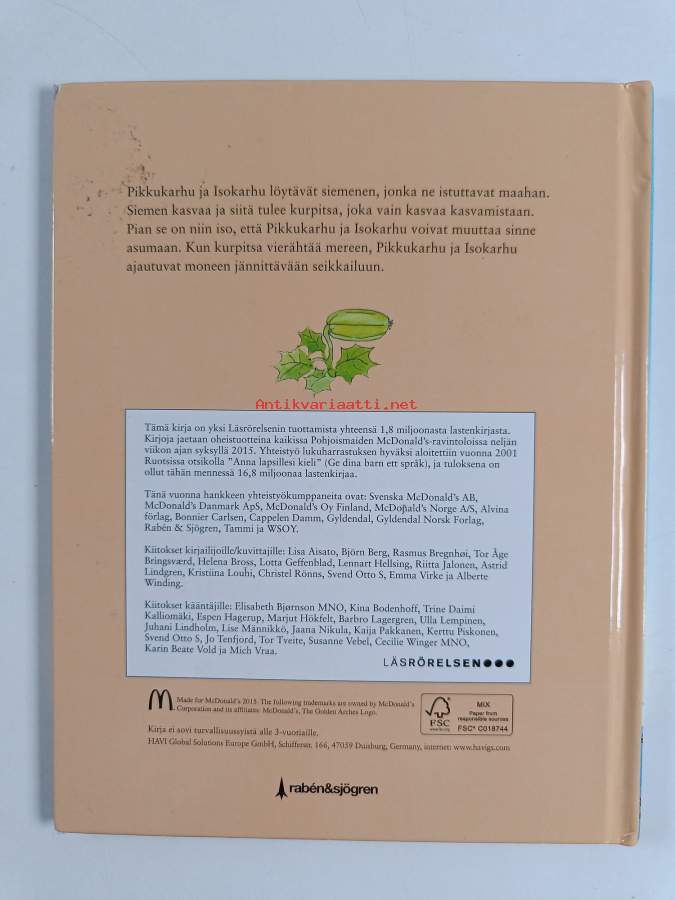 Pikkukarhu ja Isokarhu löytävät siemenen, jonka ne istuttavat maahan.
Siemen kasvaa ja siitä tulee kurpitsa, joka vain kasvaa kasvamistaan.
Pian se on niin iso, että Pikkukarhu ja Isokarhu voivat muuttaa sinne
asumaan. Kun kurpitsa vierähtää mereen, Pikkukarhu ja Isokarhu
ajautuvat moneen jännittävään seikkailuun.
Antikvariaatti.net
Tämä kirja on yksi Läsrörelsenin tuottamista yhteensä 1,8 miljoonasta lastenkirjasta.
Kirjoja jaetaan oheistuotteina kaikissa Pohjoismaiden McDonald's-ravintoloissa neljän
viikon ajan syksyllä 2015. Yhteistyö lukuharrastuksen hyväksi aloitettiin vuonna 2001
Ruotsissa otsikolla "Anna lapsillesi kieli" (Ge dina barn ett språk), ja tuloksena on
ollut tähän mennessä 16,8 miljoonaa lastenkirjaa.
Tänä vuonna hankkeen yhteistyökumppaneita ovat: Svenska McDonald's AB,
McDonald's Danmark ApS, McDonald's Oy Finland, McDonald's Norge A/S, Alvina
förlag, Bonnier Carlsen, Cappelen Damm, Gyldendal, Gyldendal Norsk Forlag,
Rabén & Sjögren, Tammi ja WSOY.
Kiitokset kirjailijoille/kuvittajille: Lisa Aisato, Björn Berg, Rasmus Bregnhøi, Tor Åge
Bringsværd, Helena Bross, Lotta Geffenblad, Lennart Hellsing, Riitta Jalonen, Astrid
Lindgren, Kristiina Louhi, Christel Rönns, Svend Otto S, Emma Virke ja Alberte
Winding.
Kiitokset kääntäjille: Elisabeth Bjørnson MNO, Kina Bodenhoff, Trine Daimi
Kalliomäki, Espen Hagerup, Marjut Hökfelt, Barbro Lagergren, Ulla Lempinen,
Juhani Lindholm, Lise Männikkö, Jaana Nikula, Kaija Pakkanen, Kerttu Piskonen,
Svend Otto S, Jo Tenfjord, Tor Tveite, Susanne Vebel, Cecilie Winger MNO,
Karin Beate Vold ja Mich Vraa.
LÄSRÖRELSEN
Made for McDonald's 2015. The following trademarks are owned by McDonald's
Corporation and its affiliates: McDonald's, The Golden Arches Logo.
FSC
www.fsc.org
MIX
Paper from
responsible sources
FSC® C018744
Kirja ei sovi turvallisuussyistä alle 3-vuotiaille.
HAVI Global Solutions Europe GmbH, Schifferstr. 166, 47059 Duisburg, Germany, internet: www.havigs.com
rabén&sjögren